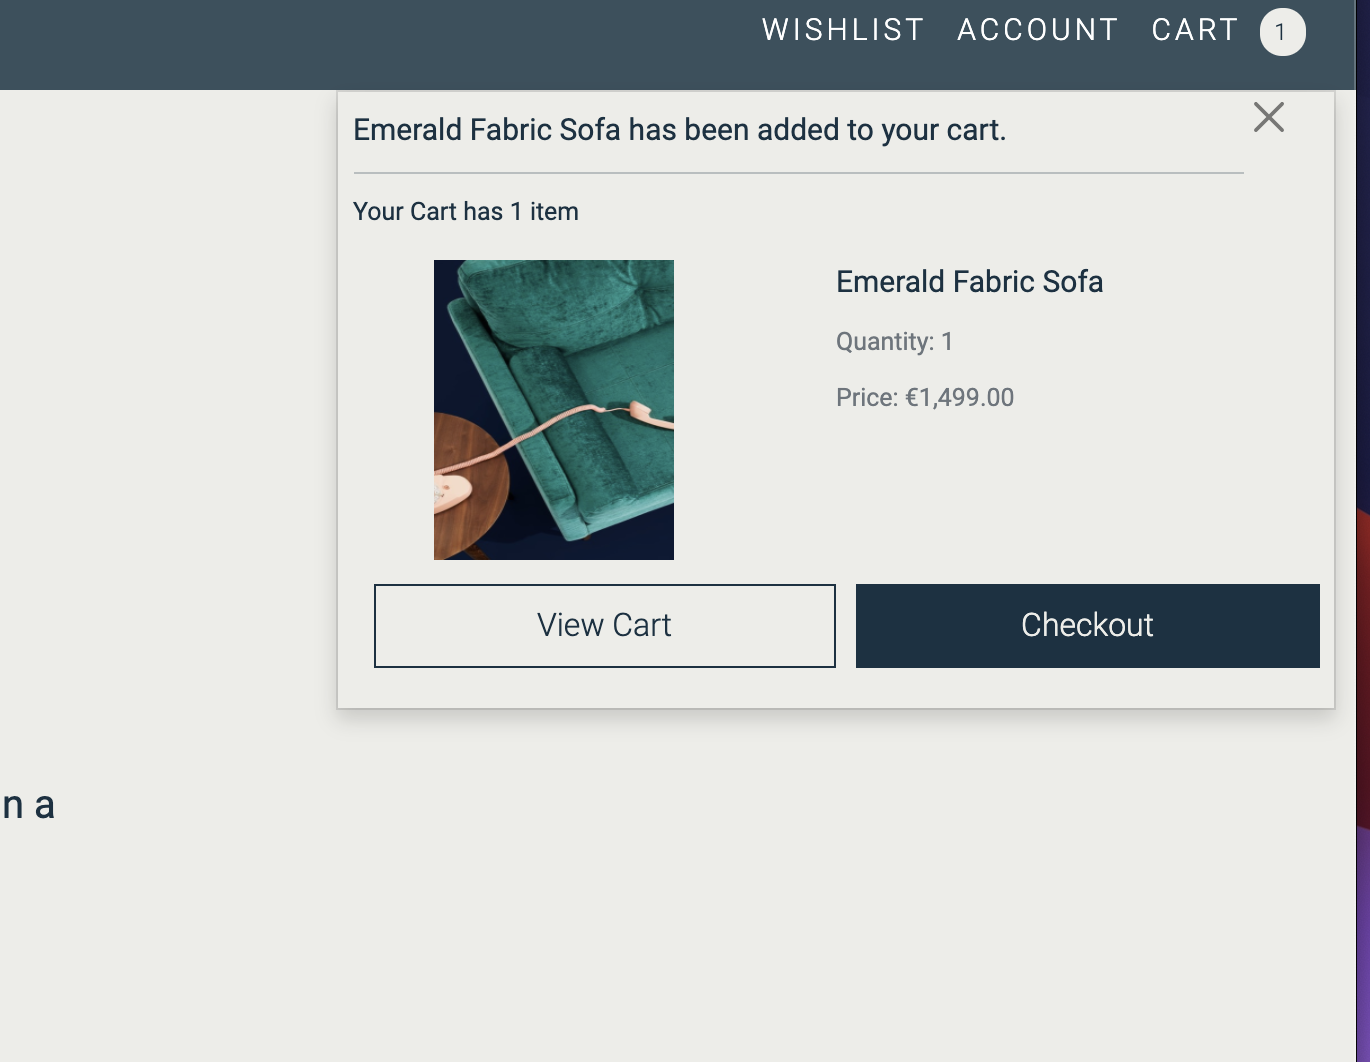 WISHLIST ACCOUNT CART 1
Emerald Fabric Sofa has been added to your cart.
Your Cart has 1 item
Emerald Fabric Sofa
Quantity: 1
Price: €1,499.00
View Cart
Checkout
n a